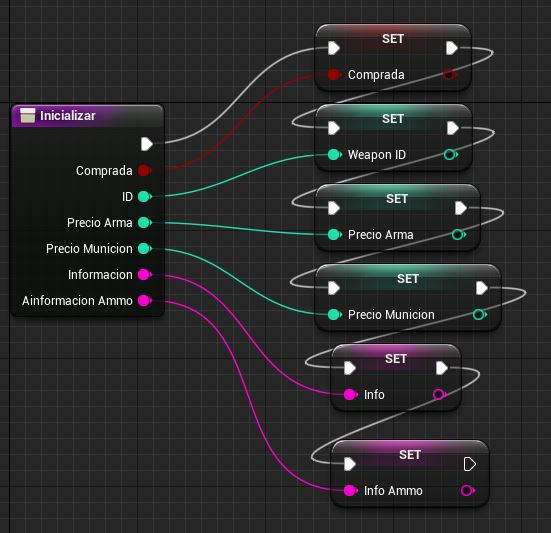 Inicializar
Comprada
ID
Precio Arma
Precio Municion
Informacion
Ainformacion Ammo
SET
Comprada
SET
Weapon ID
SET
Precio Arma
SET
Precio Municion
SET
Info
SET
Info Ammo